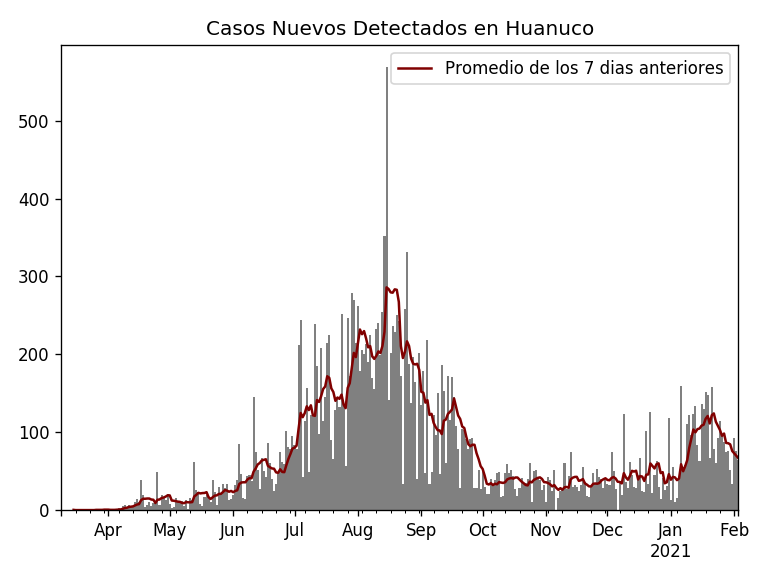 Casos Nuevos Detectados en Huanuco
Promedio de los 7 dias anteriores
500
400
300
200
100
0
Apr May Jun Jul Aug Sep Oct Nov Dec Jan Feb
2021